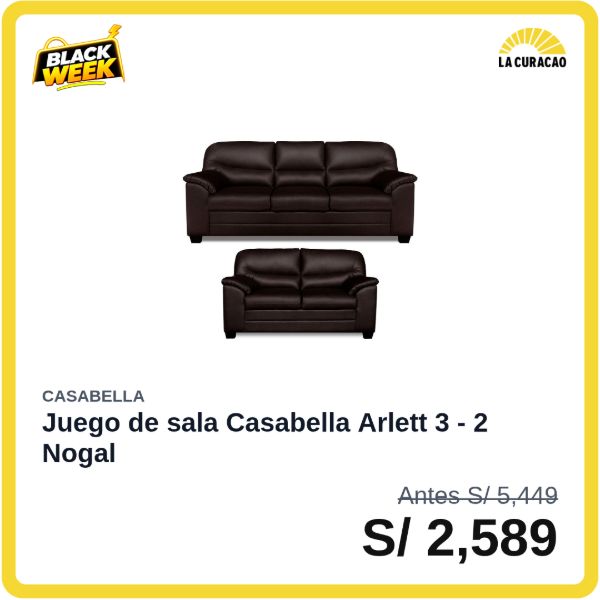 BLACK
WEEK
LA CURACAO
CASABELLA
Juego de sala Casabella Arlett 3 - 2
Nogal
Antes S/ 5,449
S/ 2,589